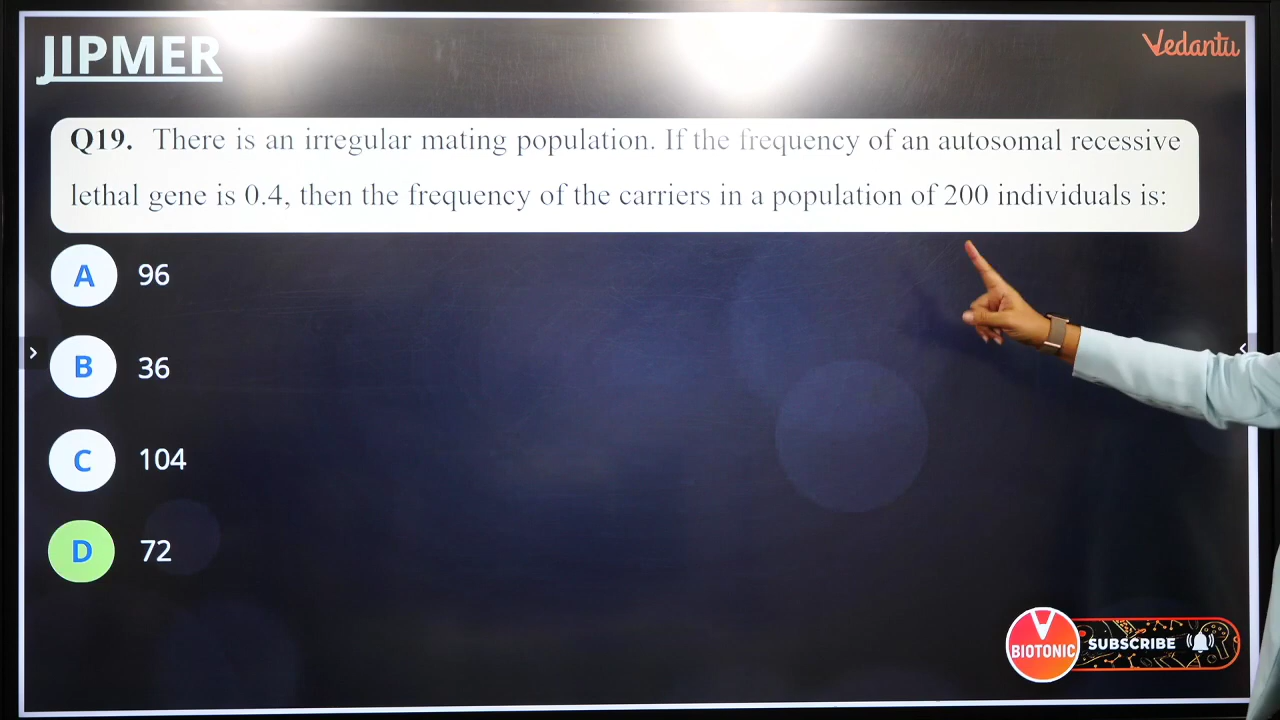 JIPMER
Vedantu
Q19. There is an irregular mating population. If the frequency of an autosomal recessive
lethal gene is 0.4, then the frequency of the carriers in a population of 200 individuals is:
A 96
B 36
C 104
D 72
BIOTONIC
SUBSCRIBE